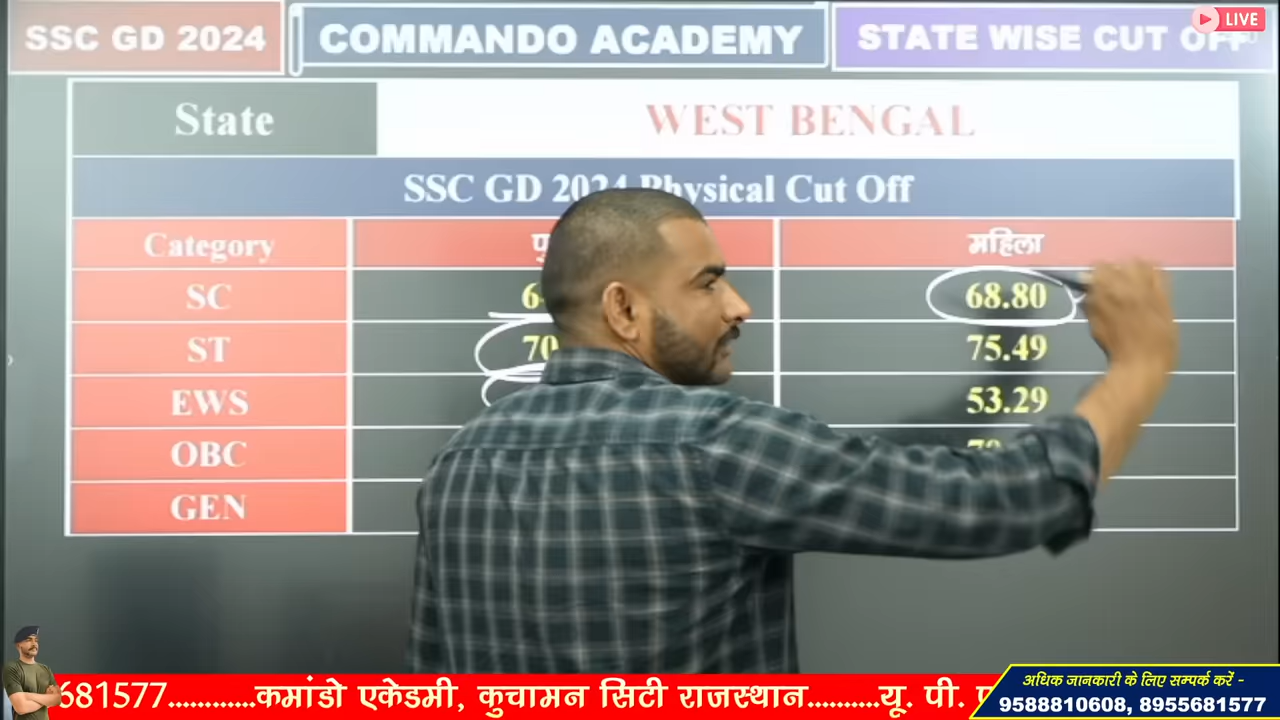 SSC GD 2024
COMMANDO ACADEMY
STATE WISE CUT OFF
LIVE
State WEST BENGAL
SSC GD 2024 Physical Cut Off
Category महिला
SC 68.80
ST 70 75.49
EWS 53.29
OBC
GEN
681577............कमांडो एकेडमी, कुचामन सिटी राजस्थान..........यू. पी.
अधिक जानकारी के लिए सम्पर्क करें -
9588810608, 8955681577